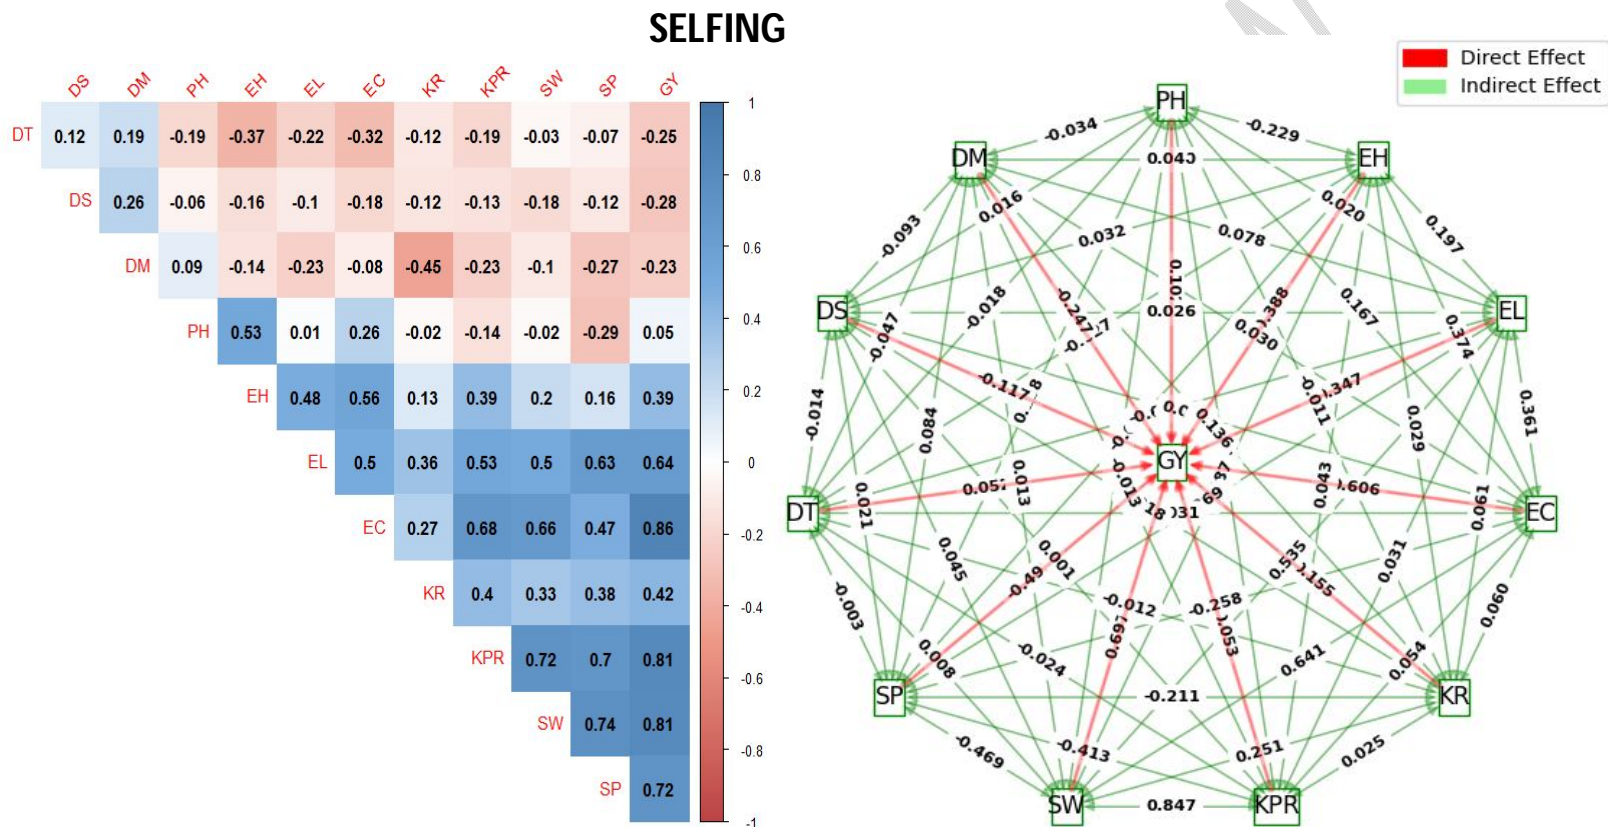 SELFING
DS DM PH EH EL EC KR KPR SW SP GY
DT 0.12 0.19 -0.19 -0.37 -0.22 -0.32 -0.12 -0.19 -0.03 -0.07 -0.25
DS 0.26 -0.06 -0.16 -0.1 -0.18 -0.12 -0.13 -0.18 -0.12 -0.28
DM 0.09 -0.14 -0.23 -0.08 -0.45 -0.23 -0.1 -0.27 -0.23
PH 0.53 0.01 0.26 -0.02 -0.14 -0.02 -0.29 0.05
EH 0.48 0.56 0.13 0.39 0.2 0.16 0.39
EL 0.5 0.36 0.53 0.5 0.63 0.64
EC 0.27 0.68 0.66 0.47 0.86
KR 0.4 0.33 0.38 0.42
KPR 0.72 0.7 0.81
SW 0.74 0.81
SP 0.72
1
0.8
0.6
0.4
0.2
0
-0.2
-0.4
-0.6
-0.8
-1
Direct Effect
Indirect Effect
PH
-0.034 -0.229
DM 0.040 EH
0.016 0.020
-0.093 0.032 0.078 0.197
DS -0.047 -0.018 -0.247 0.026 0.030 0.167 0.374 EL
-0.117 -0.011
-0.014 0.084 0.136 0.029 0.361
GY
0.013 -0.013 0.043
DT 0.021 0.061 EC
0.045 0.001 0.535 0.031
-0.003 -0.49 -0.012 -0.258 0.060
0.008 -0.024 0.697 0.641 0.054
SP -0.211 KR
-0.469 -0.413 0.251 0.025
SW 0.847 KPR